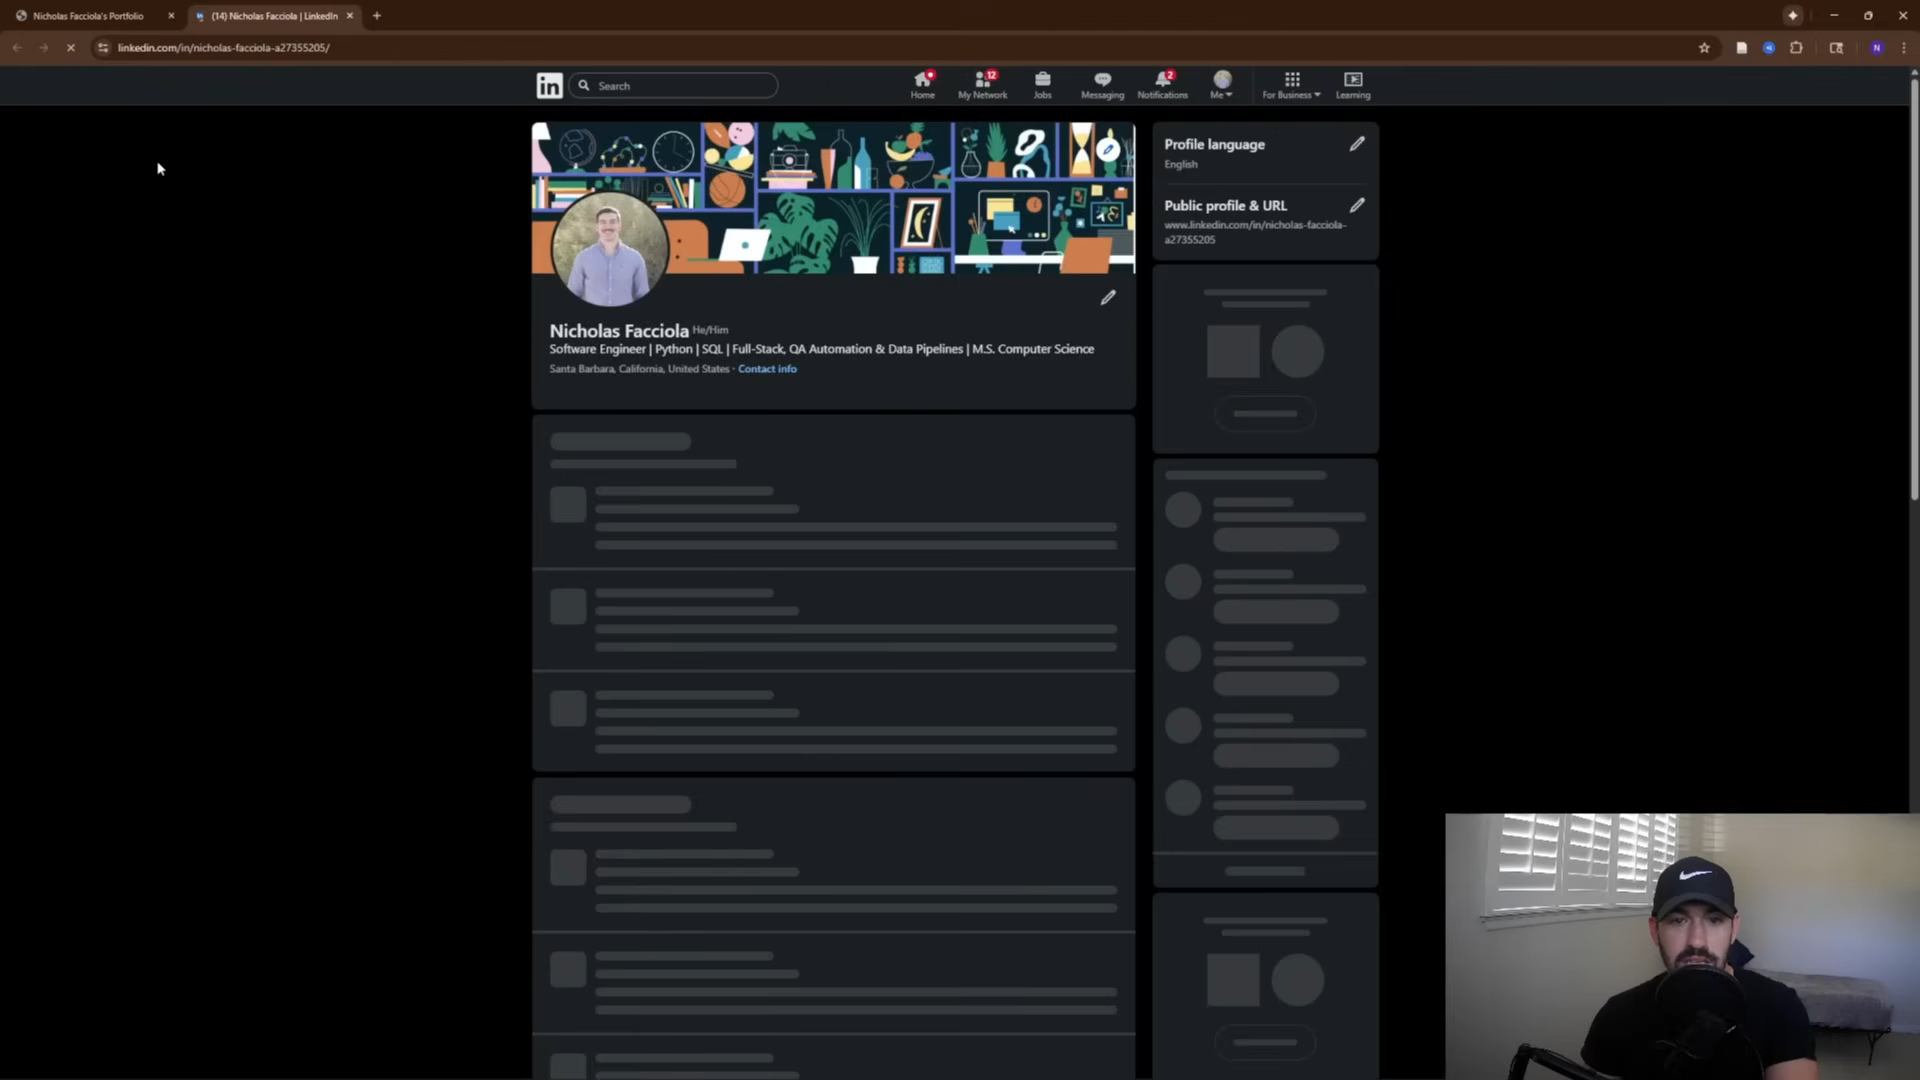 Nicholas Facciola's Portfolio
(14) Nicholas Facciola | LinkedIn
linkedin.com/in/nicholas-facciola-a27355205/
N
in
Search
Home
12
My Network
Jobs
Messaging
2
Notifications
Me
For Business
Learning
Nicholas Facciola He/Him
Software Engineer | Python | SQL | Full-Stack, QA Automation & Data Pipelines | M.S. Computer Science
Santa Barbara, California, United States · Contact info
Profile language
English
Public profile & URL
www.linkedin.com/in/nicholas-facciola-
a27355205